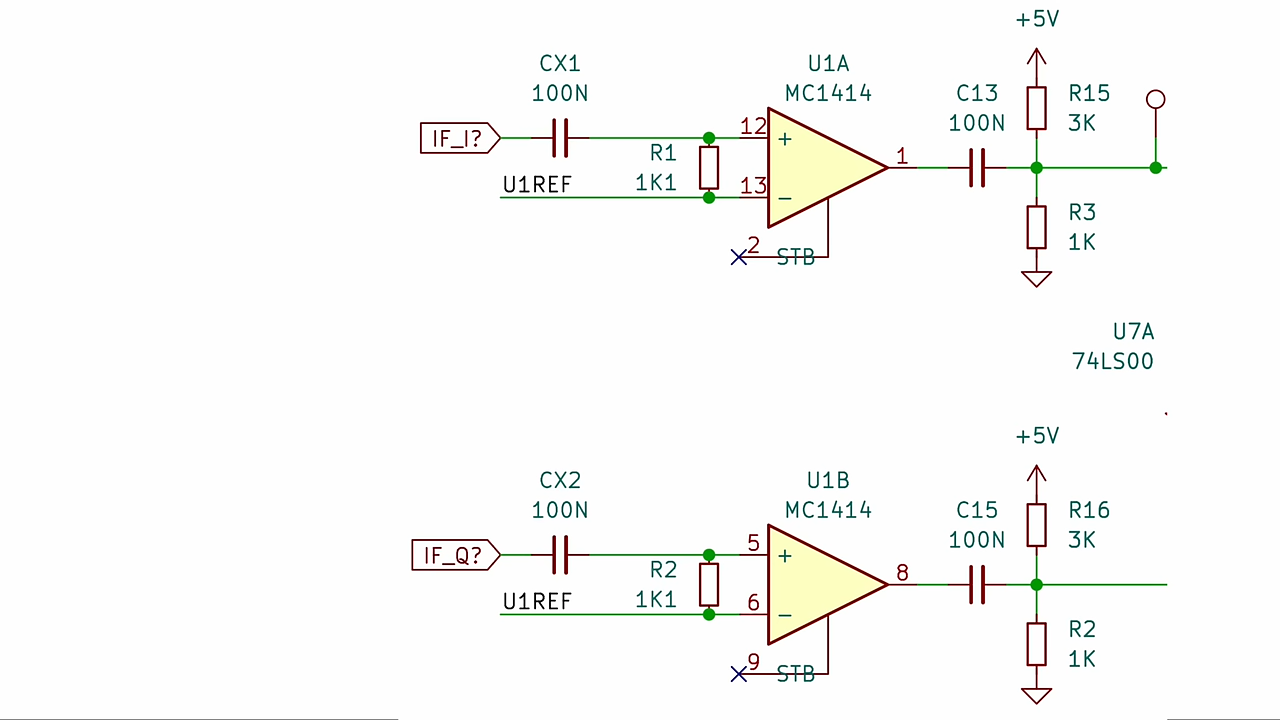 +5V
CX1
100N
U1A
MC1414
C13
100N
R15
3K
IF_I?
12
+
R1
1K1
1
U1REF
13
−
R3
1K
2
STB
U7A
74LS00
+5V
CX2
100N
U1B
MC1414
C15
100N
R16
3K
IF_Q?
5
+
R2
1K1
8
U1REF
6
−
R2
1K
9
STB